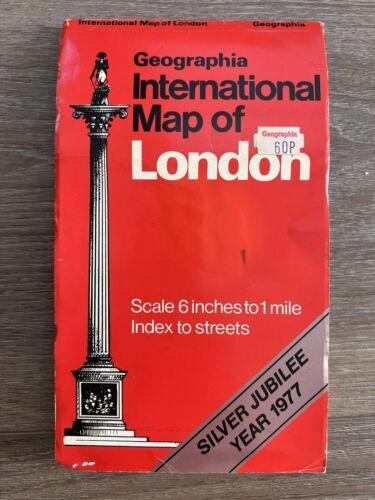 International Map of London Geographia
Geographia
International
Map of
London
Geographia
60P
Scale 6 inches to 1 mile
Index to streets
SILVER JUBILEE
YEAR 1977